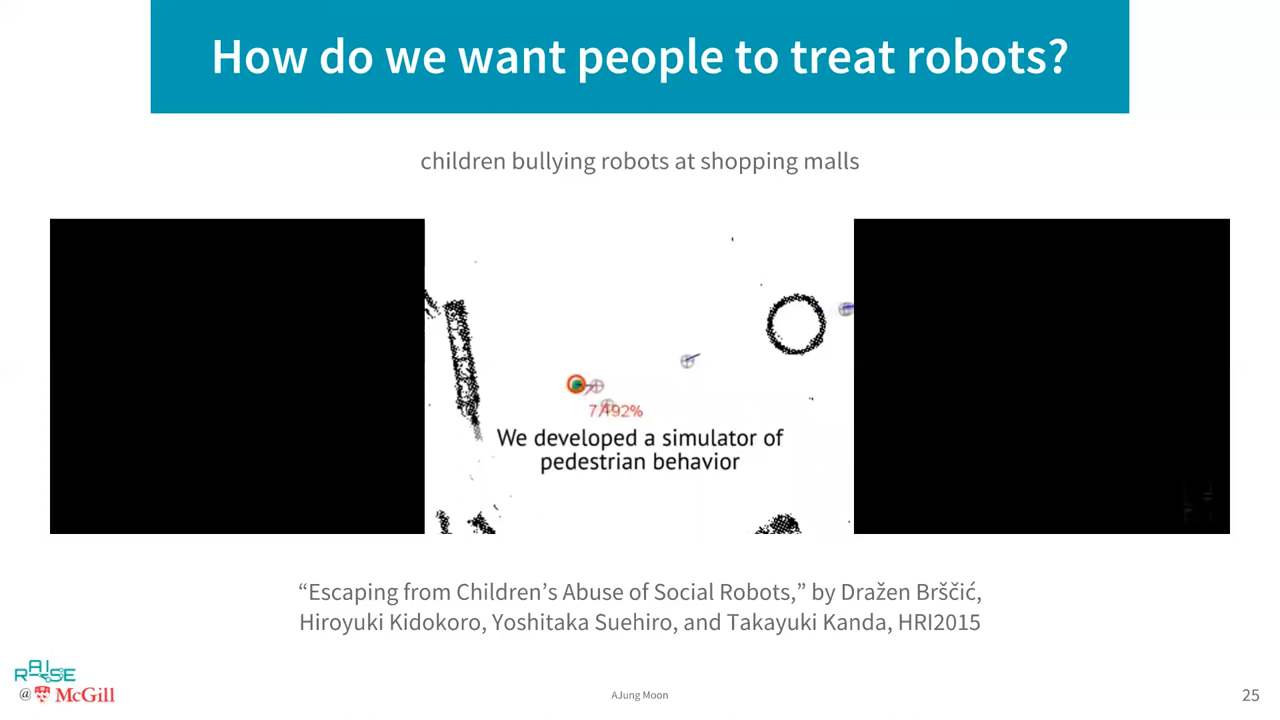 How do we want people to treat robots?
children bullying robots at shopping malls
7.492%
We developed a simulator of
pedestrian behavior
“Escaping from Children’s Abuse of Social Robots,” by Dražen Brščić,
Hiroyuki Kidokoro, Yoshitaka Suehiro, and Takayuki Kanda, HRI2015
RAISE
@ McGill
AJung Moon
25